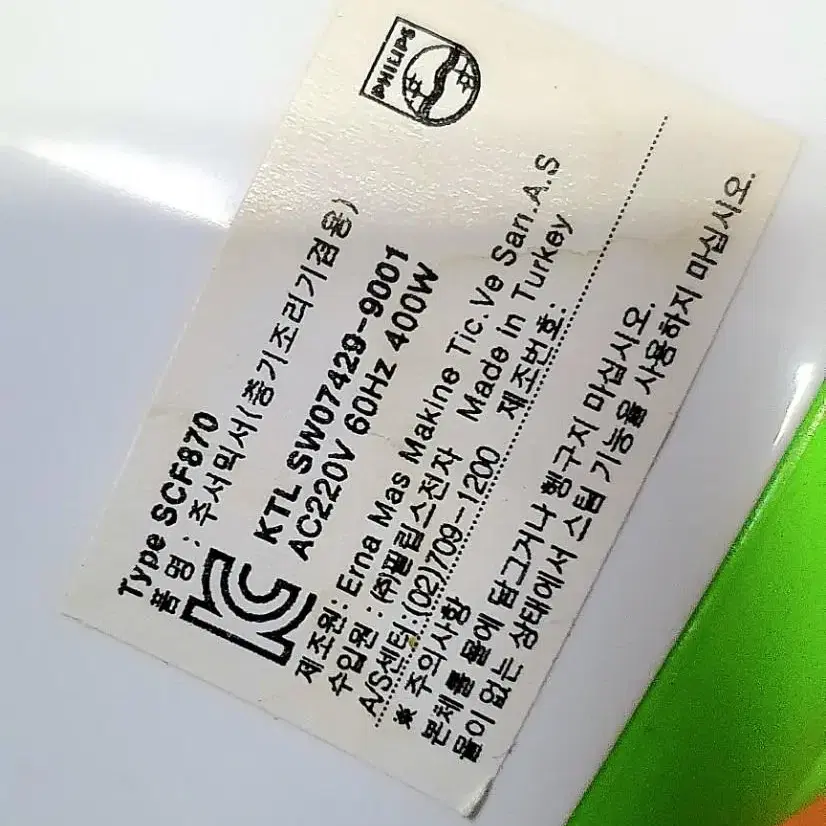 PHILIPS
Type SCF870
품 명 : 주서믹서(증기조리기겸용)
KTL SW07429-9001
AC220V 60Hz 400W
제조원: Erna Mas Makine Tic.Ve San.A.S
수입원 : (주)필립스전자 Made in Turkey
A/S센터:(02)709-1200 제조번호:
※ 주의사항
본체를 물에 담그거나 헹구지 마십시오.
물이 없는 상태에서 스팀 기능을 사용하지 마십시오.